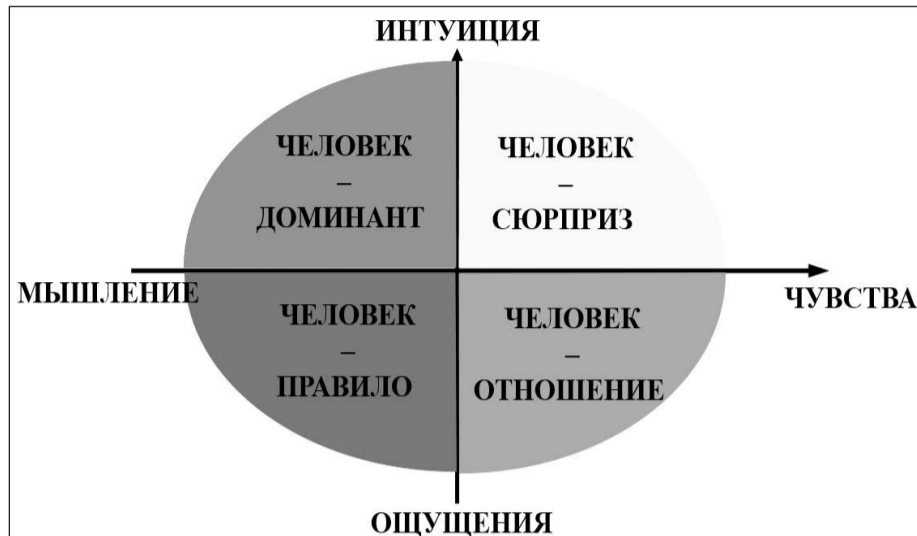 ИНТУИЦИЯ
ЧЕЛОВЕК
–
ДОМИНАНТ
ЧЕЛОВЕК
–
СЮРПРИЗ
МЫШЛЕНИЕ
ЧУВСТВА
ЧЕЛОВЕК
–
ПРАВИЛО
ЧЕЛОВЕК
–
ОТНОШЕНИЕ
ОЩУЩЕНИЯ